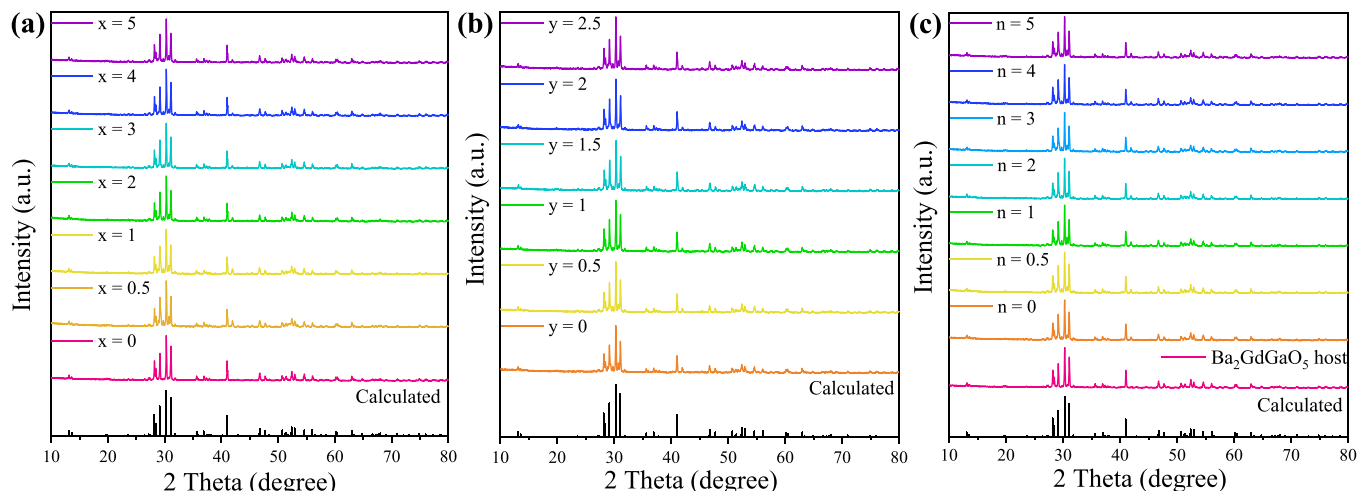 (a)
x = 5
x = 4
x = 3
x = 2
x = 1
x = 0.5
x = 0
Calculated
Intensity (a.u.)
10 20 30 40 50 60 70 80
2 Theta (degree)
(b)
y = 2.5
y = 2
y = 1.5
y = 1
y = 0.5
y = 0
Calculated
Intensity (a.u.)
10 20 30 40 50 60 70 80
2 Theta (degree)
(c)
n = 5
n = 4
n = 3
n = 2
n = 1
n = 0.5
n = 0
Ba₂GdGaO₅ host
Calculated
Intensity (a.u.)
10 20 30 40 50 60 70 80
2 Theta (degree)